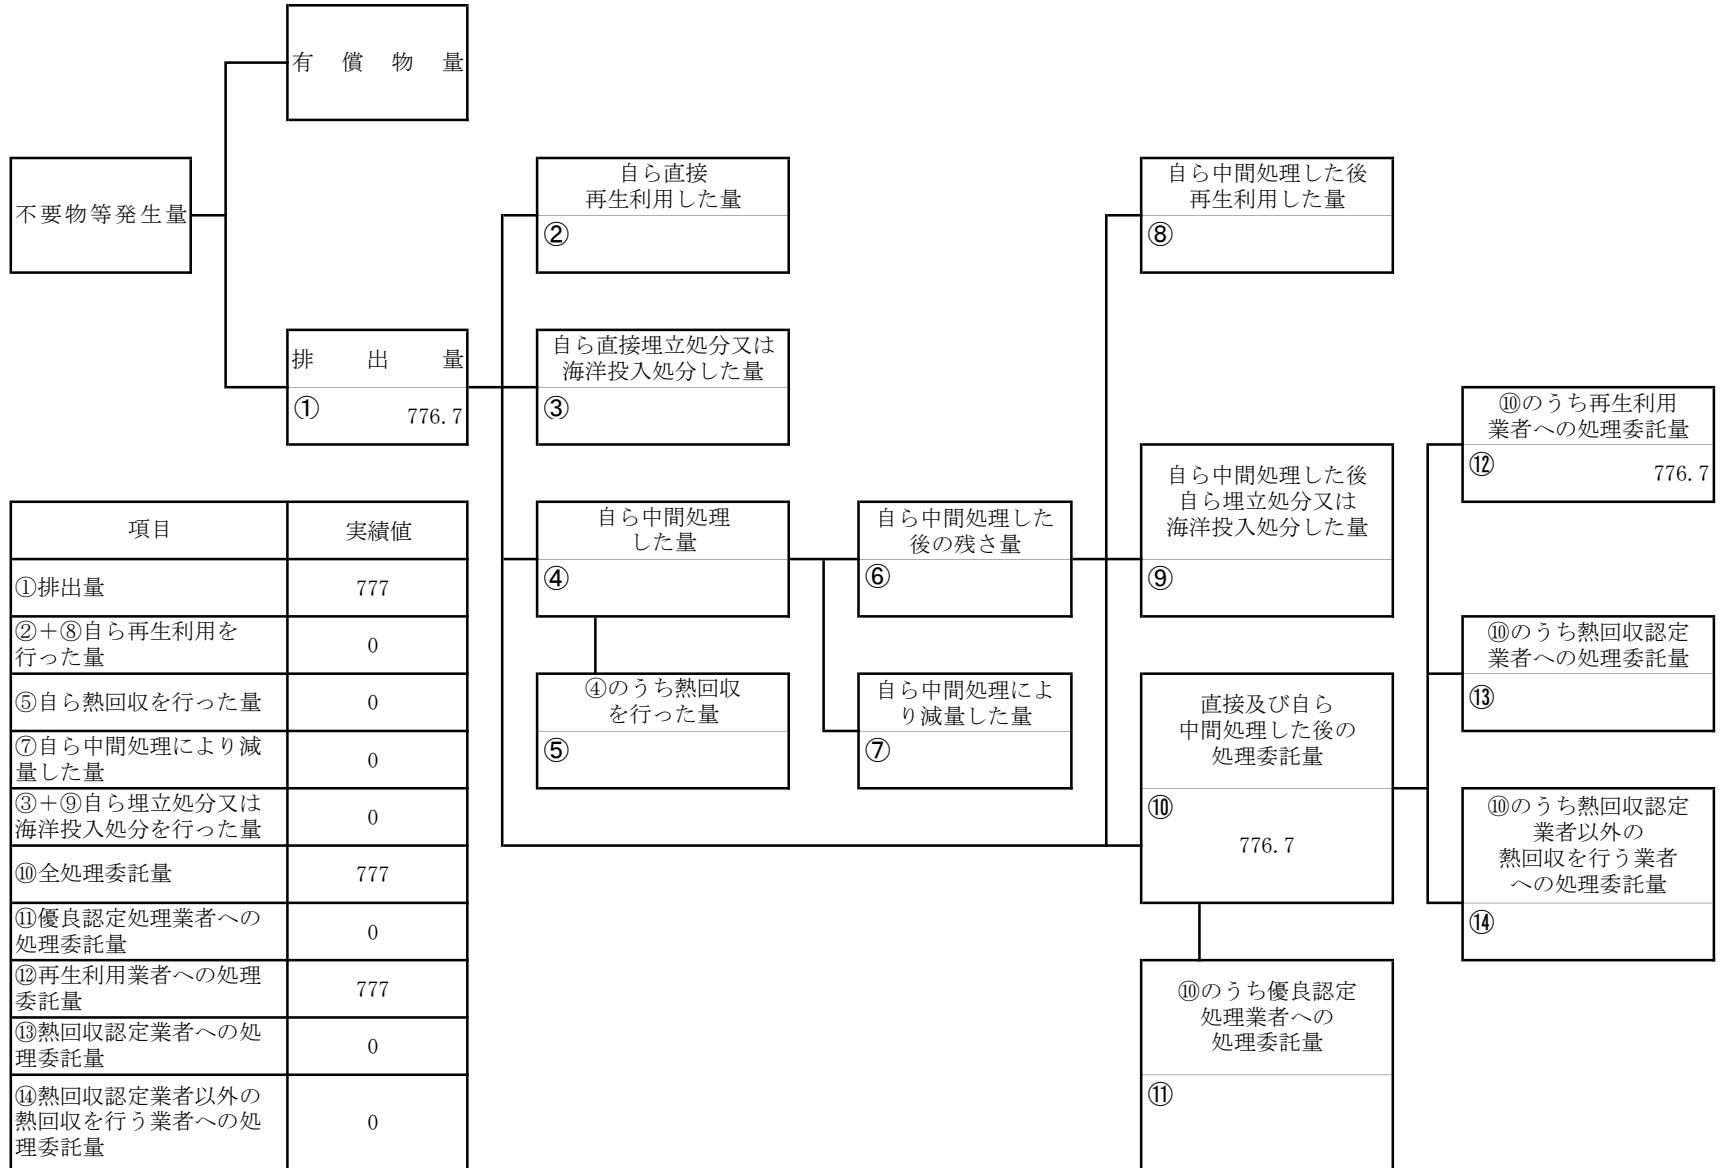 有償物量
不要物等発生量
排出量
①
776.7
自ら直接
再生利用した量
②
自ら直接埋立処分又は
海洋投入処分した量
③
自ら中間処理
した量
④
④のうち熱回収
を行った量
⑤
自ら中間処理した
後の残さ量
⑥
自ら中間処理によ
り減量した量
⑦
自ら中間処理した後
再生利用した量
⑧
自ら中間処理した後
自ら埋立処分又は
海洋投入処分した量
⑨
直接及び自ら
中間処理した後の
処理委託量
⑩
776.7
⑩のうち優良認定
処理業者への
処理委託量
⑪
⑩のうち再生利用
業者への処理委託量
⑫
776.7
⑩のうち熱回収認定
業者への処理委託量
⑬
⑩のうち熱回収認定
業者以外の
熱回収を行う業者
への処理委託量
⑭
項目 実績値
①排出量 777
②+⑧自ら再生利用を
行った量 0
⑤自ら熱回収を行った量 0
⑦自ら中間処理により減
量した量 0
③+⑨自ら埋立処分又は
海洋投入処分を行った量 0
⑩全処理委託量 777
⑪優良認定処理業者への
処理委託量 0
⑫再生利用業者への処理
委託量 777
⑬熱回収認定業者への処
理委託量 0
⑭熱回収認定業者以外の
熱回収を行う業者への処 0
理委託量